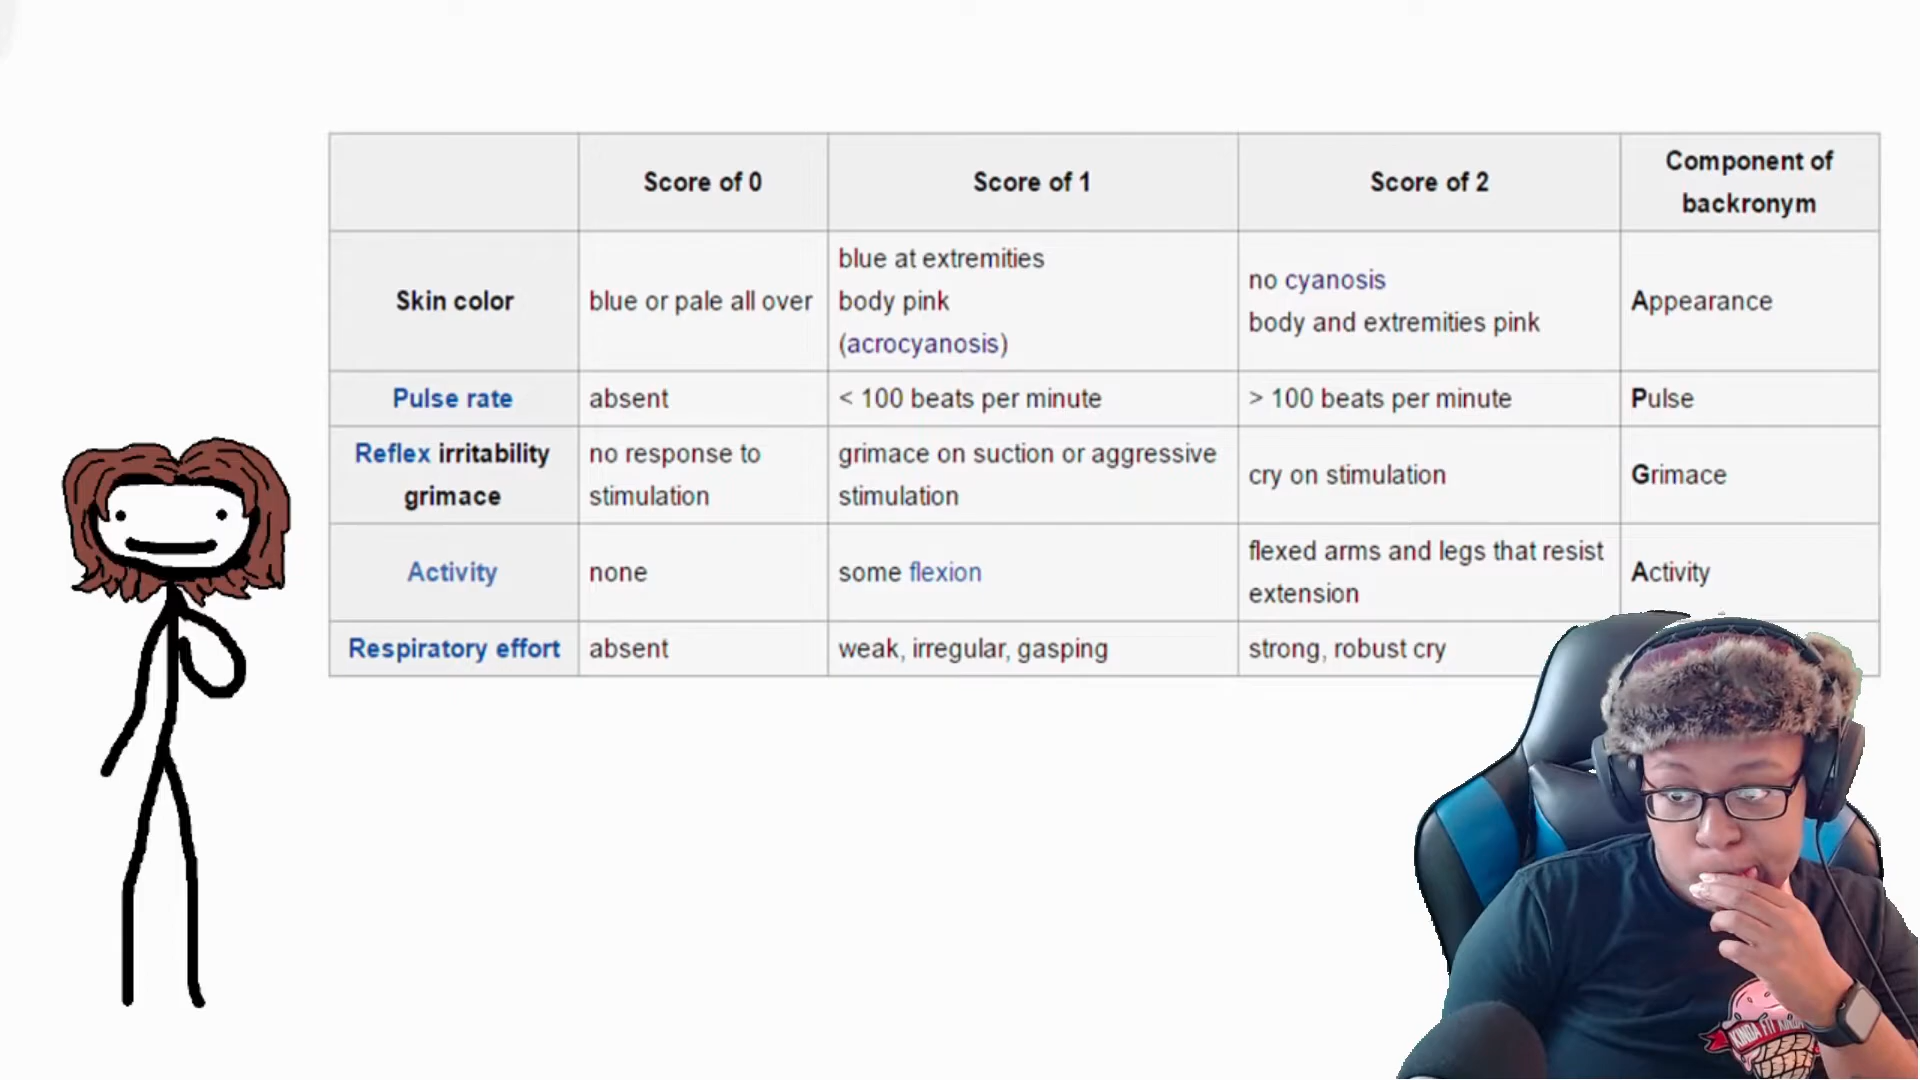 Score of 0
Score of 1
Score of 2
Component of
backronym
Skin color
blue or pale all over
blue at extremities
body pink
(acrocyanosis)
no cyanosis
body and extremities pink
Appearance
Pulse rate
absent
< 100 beats per minute
> 100 beats per minute
Pulse
Reflex irritability
grimace
no response to
stimulation
grimace on suction or aggressive
stimulation
cry on stimulation
Grimace
Activity
none
some flexion
flexed arms and legs that resist
extension
Activity
Respiratory effort
absent
weak, irregular, gasping
strong, robust cry
KINDA FIT KINDA